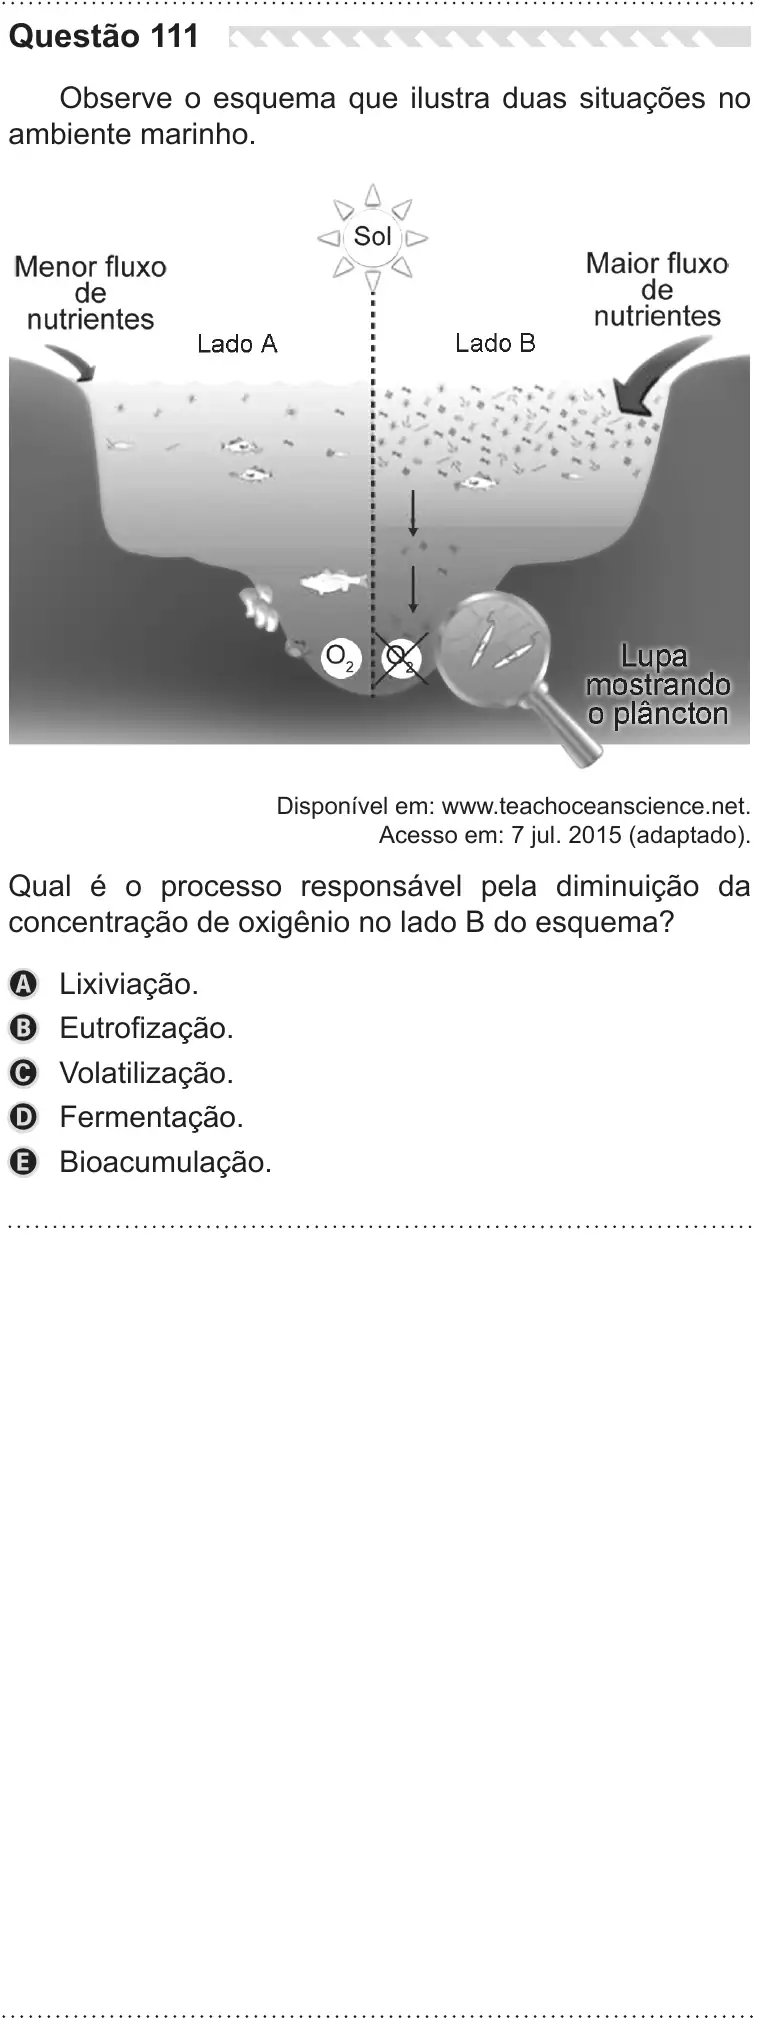 Questão 111
Observe o esquema que ilustra duas situações no
ambiente marinho.
Sol
Menor fluxo
de
nutrientes
Maior fluxo
de
nutrientes
Lado A
Lado B
O2
O2
Lupa
mostrando
o plâncton
Disponível em: www.teachoceanscience.net.
Acesso em: 7 jul. 2015 (adaptado).
Qual é o processo responsável pela diminuição da
concentração de oxigênio no lado B do esquema?
A Lixiviação.
B Eutrofização.
C Volatilização.
D Fermentação.
E Bioacumulação.